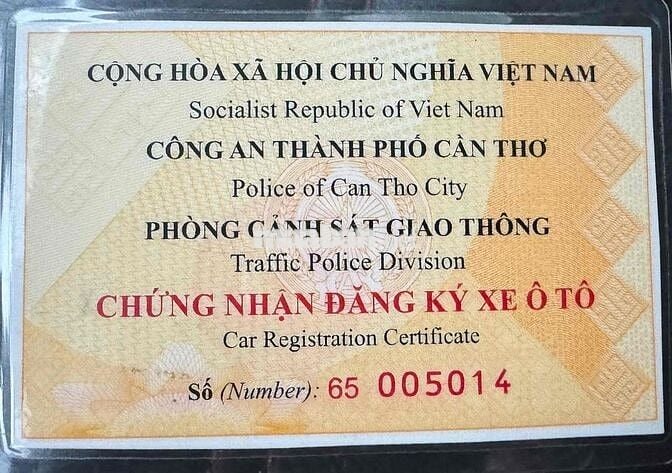 CỘNG HÒA XÃ HỘI CHỦ NGHĨA VIỆT NAM
Socialist Republic of Viet Nam
CÔNG AN THÀNH PHỐ CẦN THƠ
Police of Can Tho City
PHÒNG CẢNH SÁT GIAO THÔNG
Traffic Police Division
CHỨNG NHẬN ĐĂNG KÝ XE Ô TÔ
Car Registration Certificate
Số (Number): 65 005014